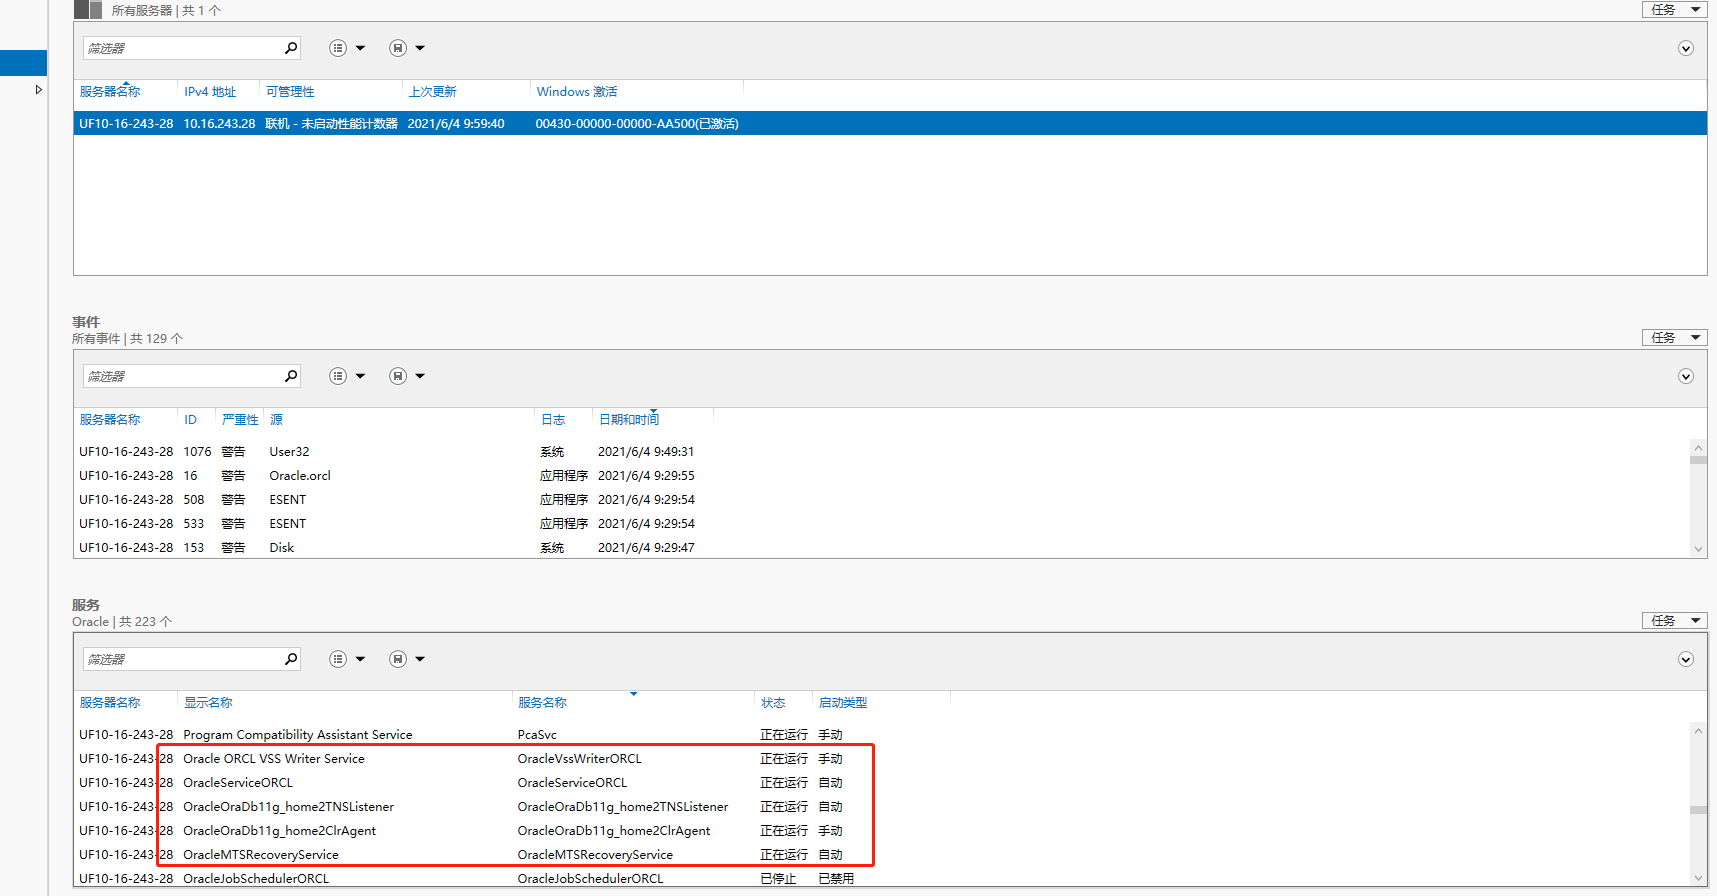 所有服务器 | 共 1 个
任务
筛选器
服务器名称 IPv4 地址 可管理性 上次更新 Windows 激活
UF10-16-243-28 10.16.243.28 联机 - 未启动性能计数器 2021/6/4 9:59:40 00430-00000-00000-AA500(已激活)
事件
所有事件 | 共 129 个
任务
筛选器
服务器名称 ID 严重性 源 日志 日期和时间
UF10-16-243-28 1076 警告 User32 系统 2021/6/4 9:49:31
UF10-16-243-28 16 警告 Oracle.orcl 应用程序 2021/6/4 9:29:55
UF10-16-243-28 508 警告 ESENT 应用程序 2021/6/4 9:29:54
UF10-16-243-28 533 警告 ESENT 应用程序 2021/6/4 9:29:54
UF10-16-243-28 153 警告 Disk 系统 2021/6/4 9:29:47
服务
Oracle | 共 223 个
任务
筛选器
服务器名称 显示名称 服务名称 状态 启动类型
UF10-16-243-28 Program Compatibility Assistant Service PcaSvc 正在运行 手动
UF10-16-243-28 Oracle ORCL VSS Writer Service OracleVssWriterORCL 正在运行 手动
UF10-16-243-28 OracleServiceORCL OracleServiceORCL 正在运行 自动
UF10-16-243-28 OracleOraDb11g_home2TNSListener OracleOraDb11g_home2TNSListener 正在运行 自动
UF10-16-243-28 OracleOraDb11g_home2ClrAgent OracleOraDb11g_home2ClrAgent 正在运行 手动
UF10-16-243-28 OracleMTSRecoveryService OracleMTSRecoveryService 正在运行 自动
UF10-16-243-28 OracleJobSchedulerORCL OracleJobSchedulerORCL 已停止 已禁用